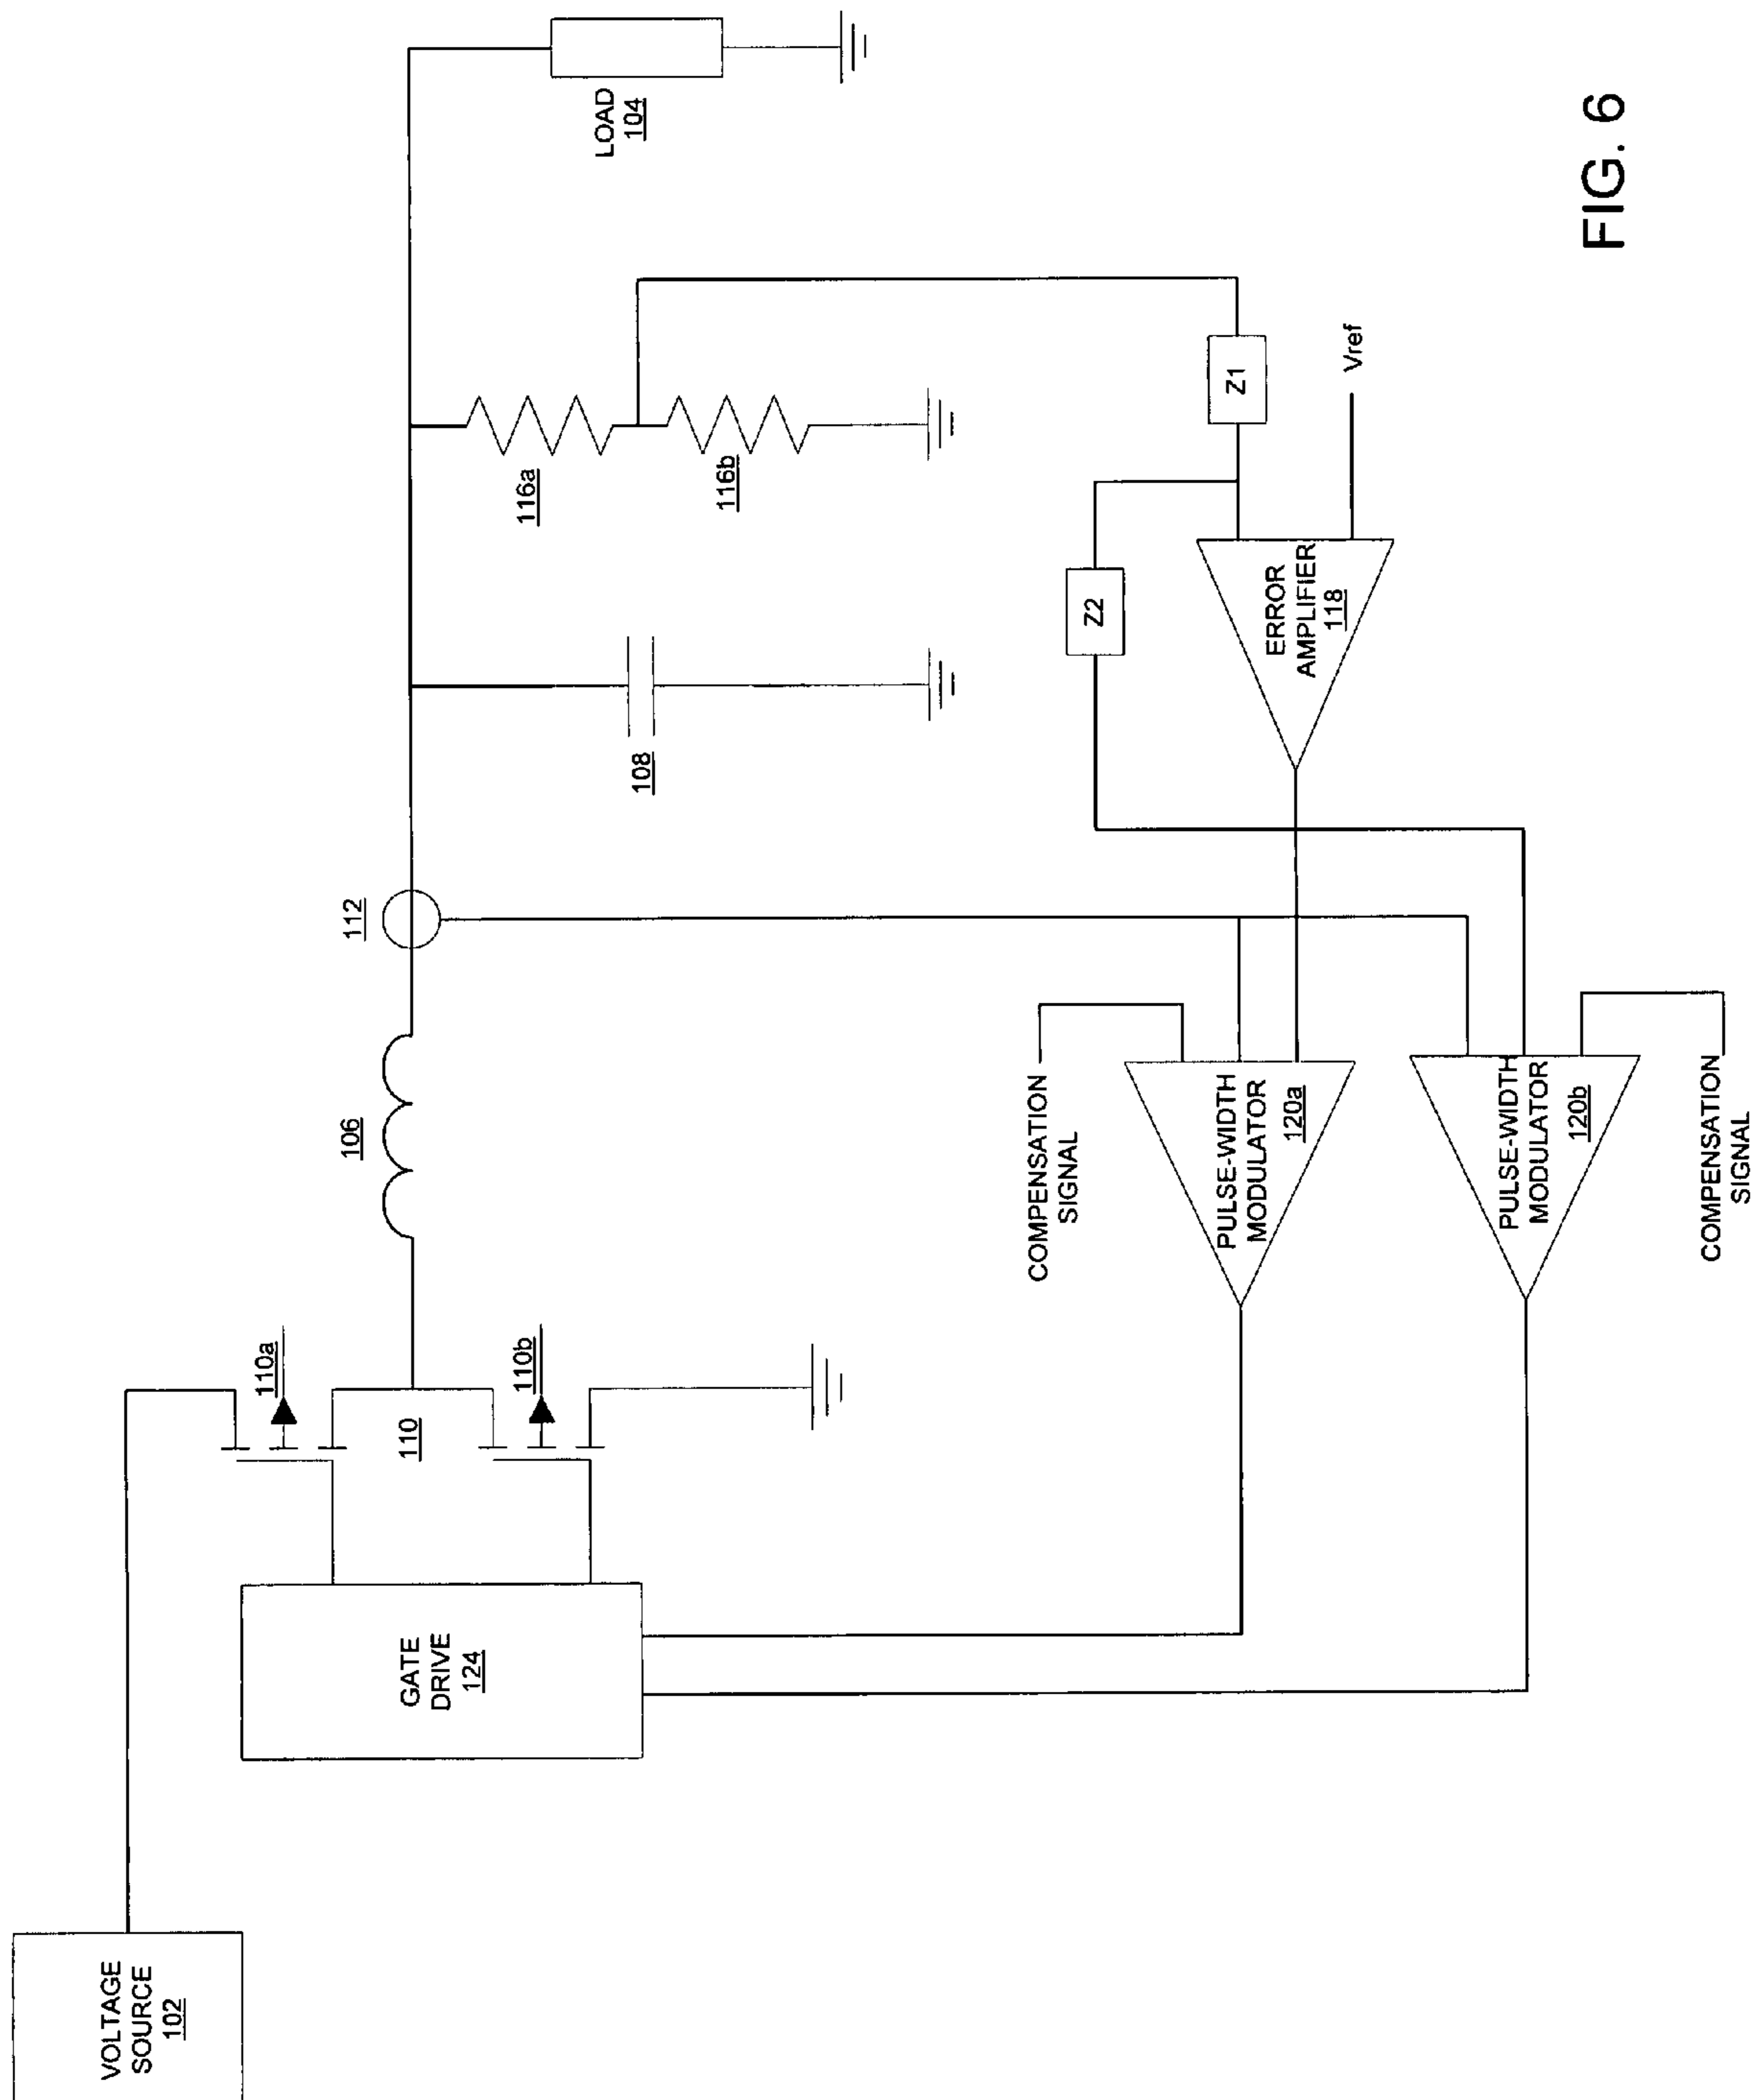 VOLTAGE
SOURCE
102
GATE
DRIVE
124
110a
110
110b
106
112
108
116a
116b
LOAD
104
Z1
Z2
Vref
ERROR
AMPLIFIER
118
COMPENSATION
SIGNAL
PULSE-WIDTH
MODULATOR
120a
PULSE-WIDTH
MODULATOR
120b
COMPENSATION
SIGNAL
FIG. 6